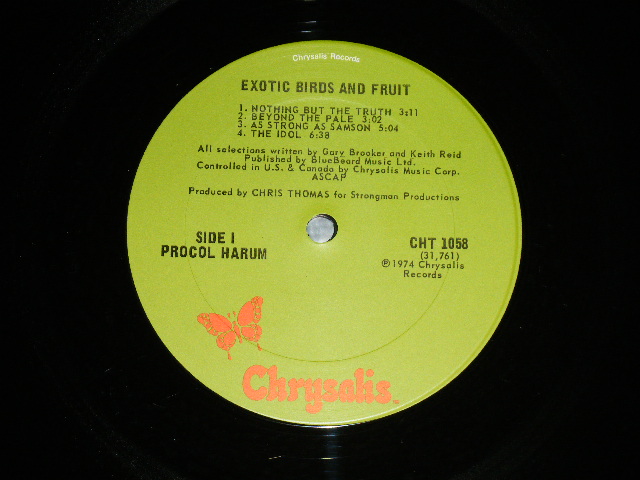 Chrysalis Records
EXOTIC BIRDS AND FRUIT
1. NOTHING BUT THE TRUTH 3:11
2. BEYOND THE PALE 3:02
3. AS STRONG AS SAMSON 5:04
4. THE IDOL 6:38
All selections written by Gary Brooker and Keith Reid
Published by BlueBeard Music Ltd.
Controlled in U.S. & Canada by Chrysalis Music Corp.
ASCAP
Produced by CHRIS THOMAS for Strongman Productions
SIDE I
PROCOL HARUM
CHT 1058
(31,761)
℗1974 Chrysalis
Records
Chrysalis™